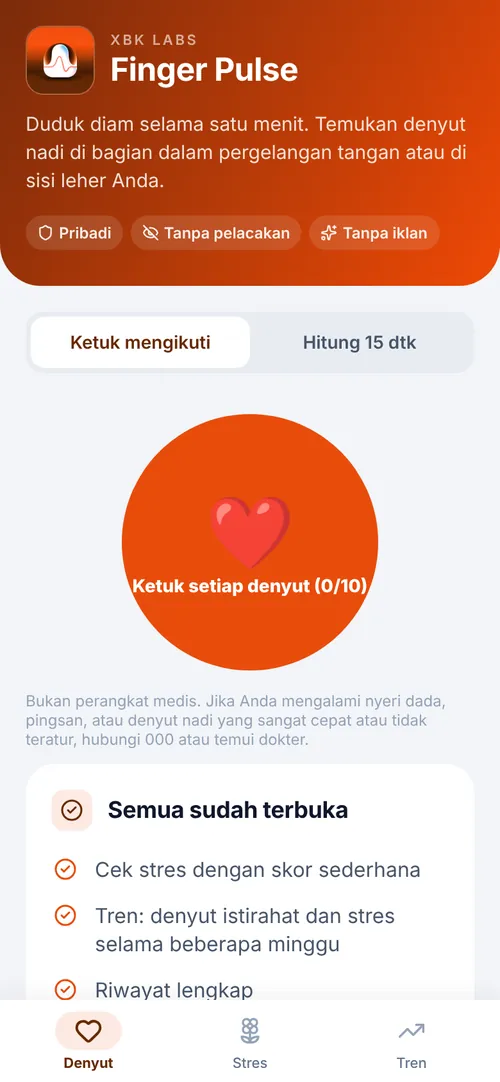 XBK LABS
Finger Pulse
Duduk diam selama satu menit. Temukan denyut
nadi di bagian dalam pergelangan tangan atau di
sisi leher Anda.
Pribadi
Tanpa pelacakan
Tanpa iklan
Ketuk mengikuti
Hitung 15 dtk
Ketuk setiap denyut (0/10)
Bukan perangkat medis. Jika Anda mengalami nyeri dada,
pingsan, atau denyut nadi yang sangat cepat atau tidak
teratur, hubungi 000 atau temui dokter.
Semua sudah terbuka
Cek stres dengan skor sederhana
Tren: denyut istirahat dan stres
selama beberapa minggu
Riwayat lengkap
Denyut
Stres
Tren